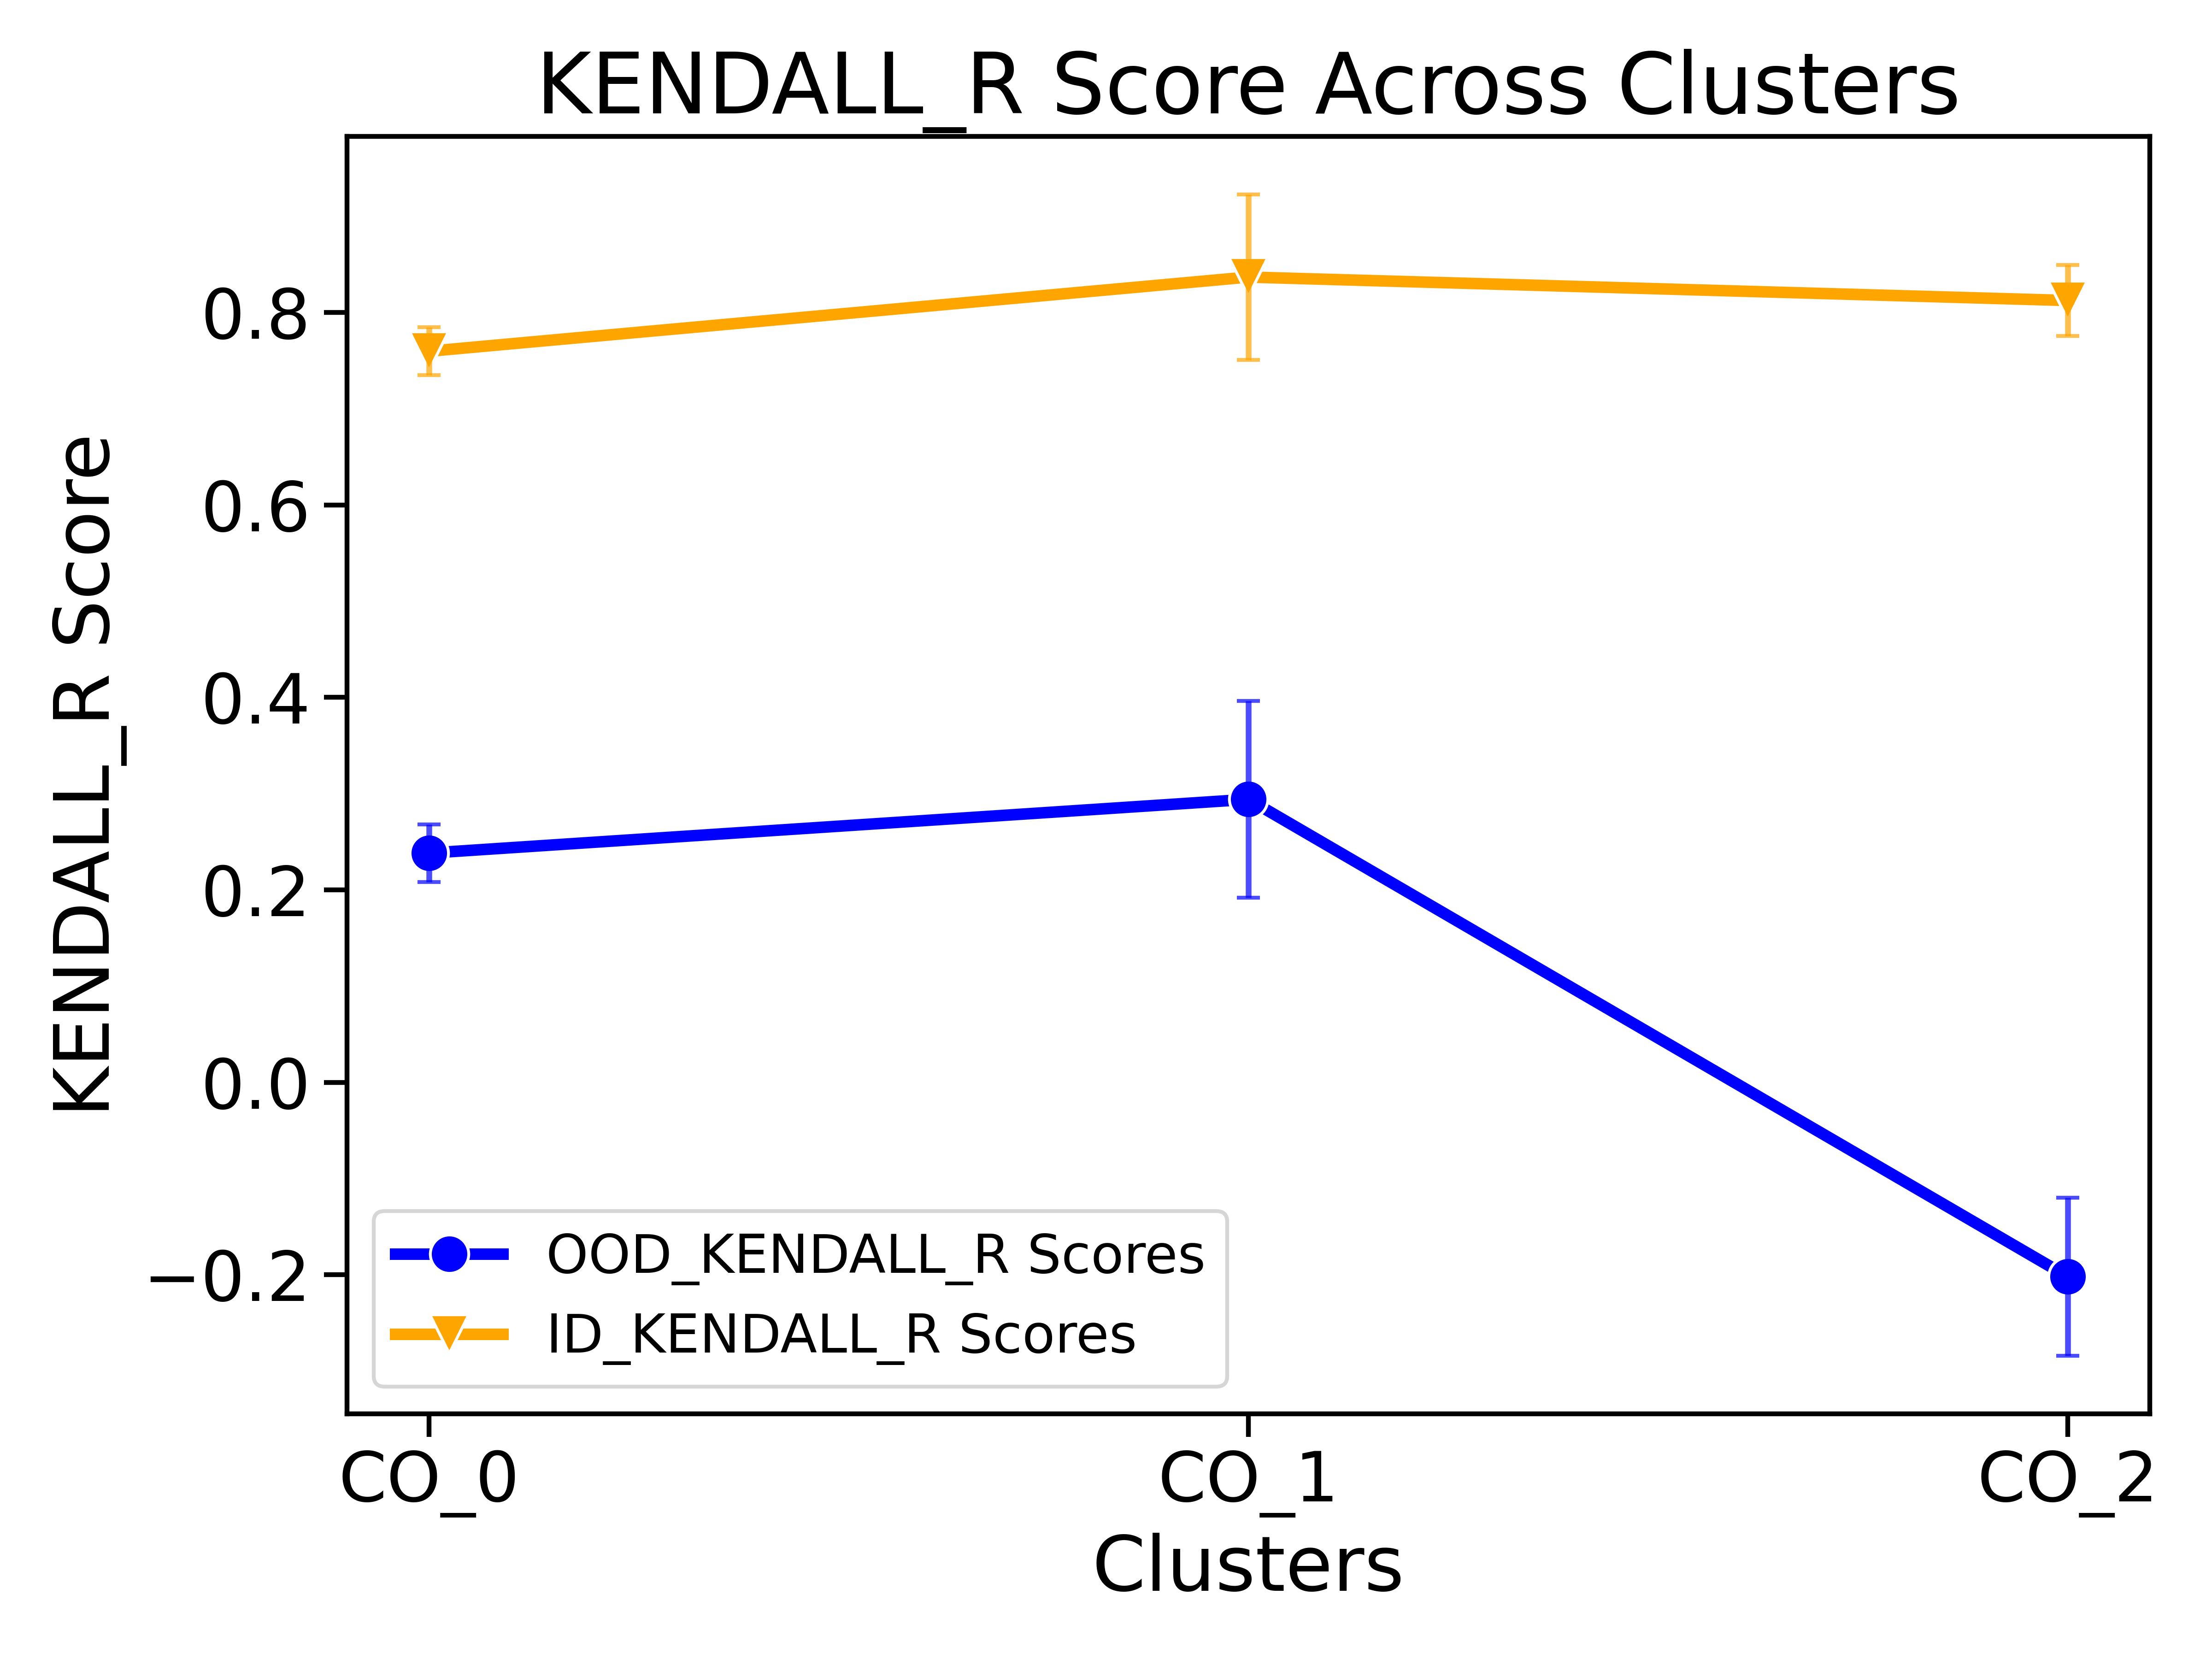 KENDALL_R Score Across Clusters
KENDALL_R Score
0.8
0.6
0.4
0.2
0.0
−0.2
OOD_KENDALL_R Scores
ID_KENDALL_R Scores
CO_0 CO_1 CO_2
Clusters